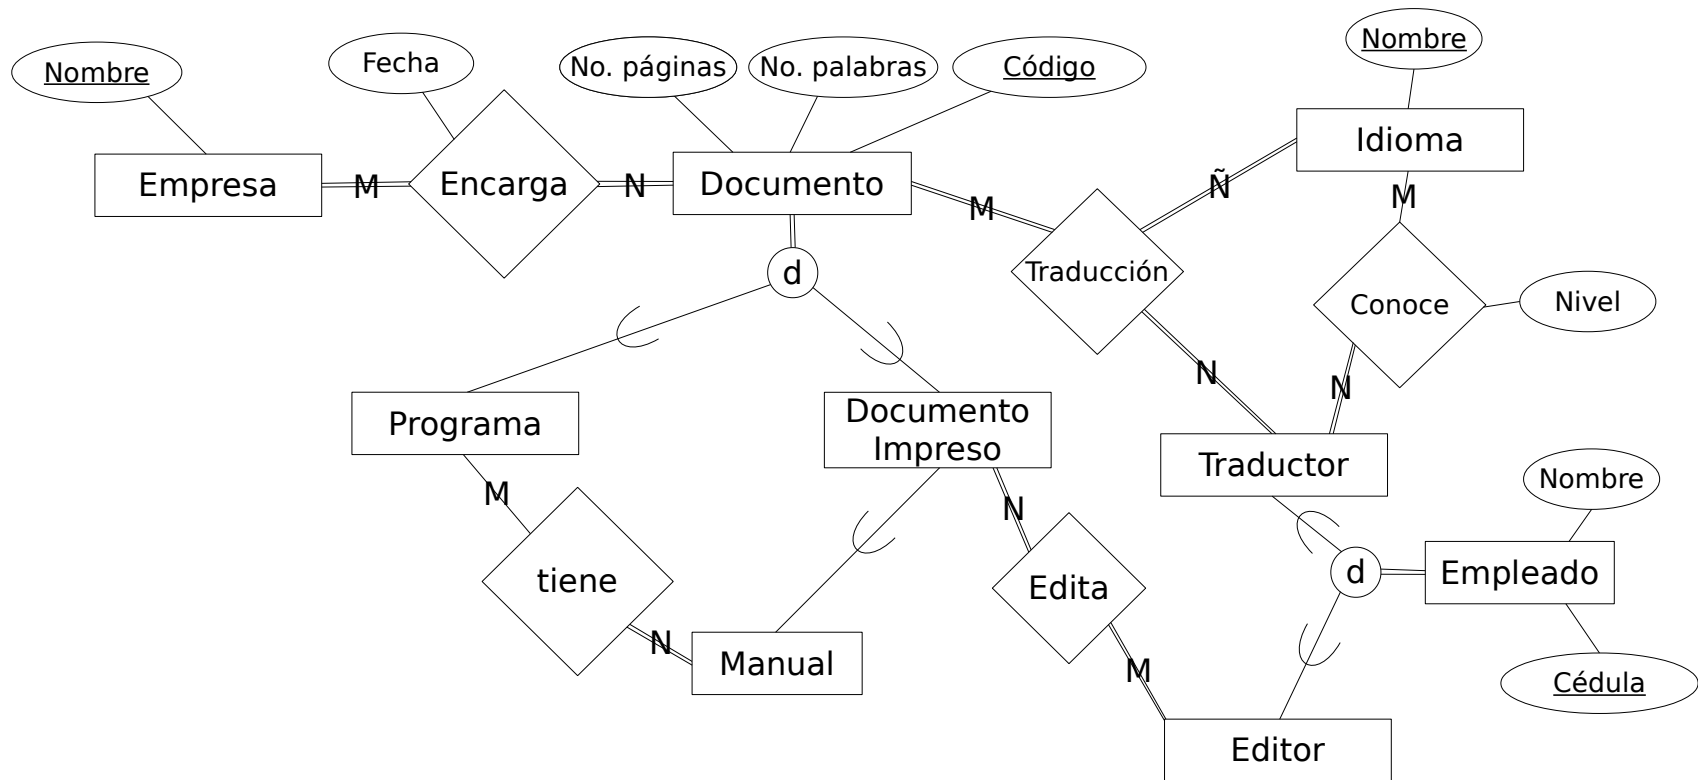 Nombre
Fecha
No. páginas
No. palabras
Código
Nombre
Empresa
M
Encarga
N
Documento
M
Ñ
Idioma
M
d
Traducción
Conoce
Nivel
N
N
Programa
Documento
Impreso
Traductor
Nombre
M
N
tiene
Edita
d
Empleado
N
Manual
M
Cédula
Editor